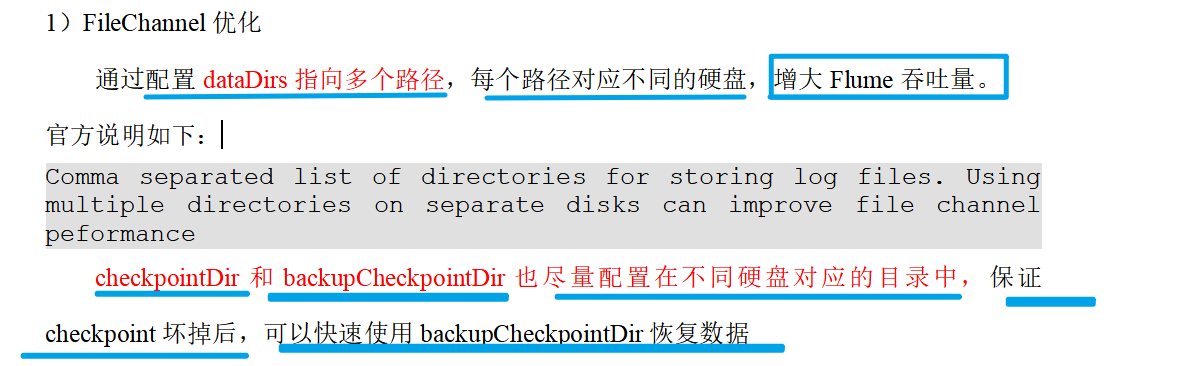 1）FileChannel 优化
通过配置 dataDirs 指向多个路径，每个路径对应不同的硬盘，增大 Flume 吞吐量。
官方说明如下：
Comma separated list of directories for storing log files. Using
multiple directories on separate disks can improve file channel
peformance
checkpointDir 和 backupCheckpointDir 也尽量配置在不同硬盘对应的目录中，保证
checkpoint 坏掉后，可以快速使用 backupCheckpointDir 恢复数据